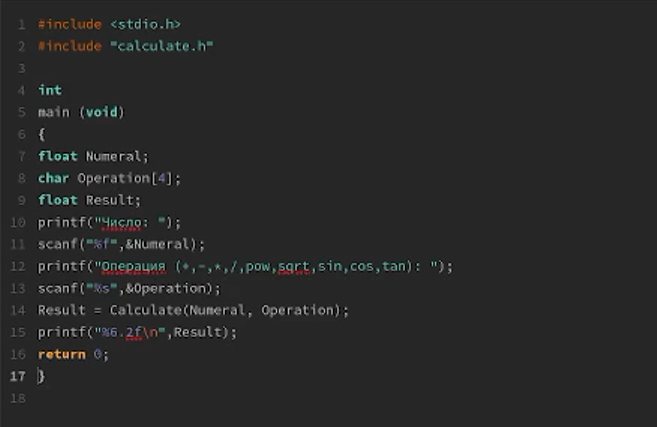 1 #include <stdio.h>
2 #include "calculate.h"
3
4 int
5 main (void)
6 {
7 float Numeral;
8 char Operation[4];
9 float Result;
10 printf("Число: ");
11 scanf("%f",&Numeral);
12 printf("Операция (+,-,*,/,pow,sqrt,sin,cos,tan): ");
13 scanf("%s",&Operation);
14 Result = Calculate(Numeral, Operation);
15 printf("%6.2f\n",Result);
16 return 0;
17 }
18